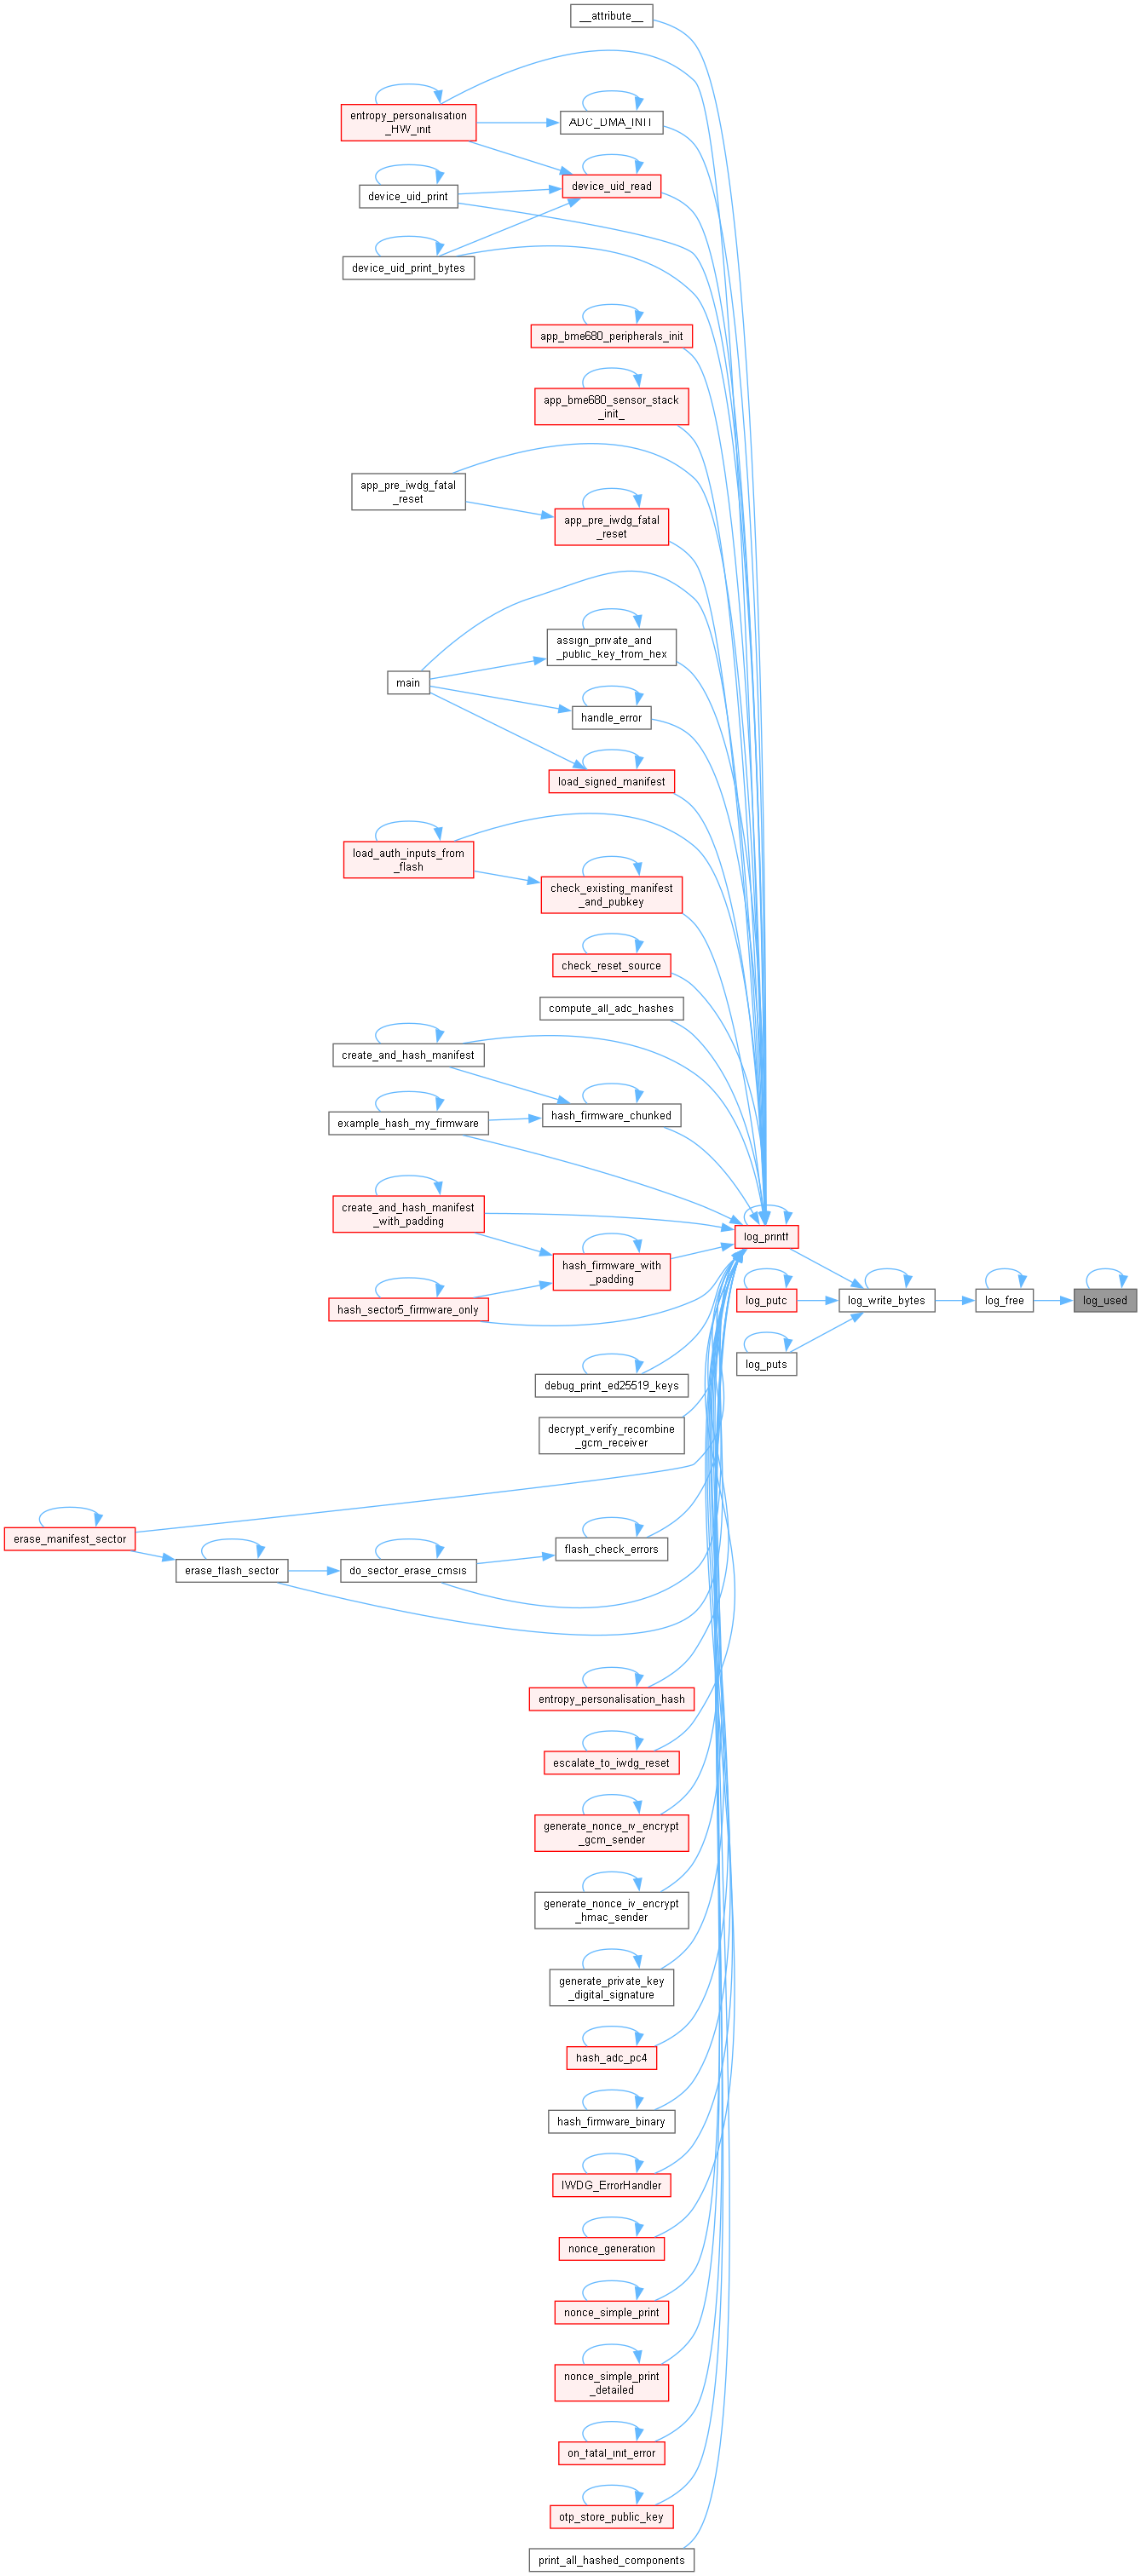 __attribute__
entropy_personalisation
_HW_init
ADC_DMA_INIT
device_uid_read
device_uid_print
device_uid_print_bytes
app_bme680_peripherals_init
app_bme680_sensor_stack
_init_
app_pre_iwdg_fatal
_reset
app_pre_iwdg_fatal
_reset
assign_private_and
_public_key_from_hex
main
handle_error
load_signed_manifest
load_auth_inputs_from
_flash
check_existing_manifest
_and_pubkey
check_reset_source
compute_all_adc_hashes
create_and_hash_manifest
hash_firmware_chunked
example_hash_my_firmware
create_and_hash_manifest
_with_padding
log_printf
hash_firmware_with
_padding
log_putc
log_write_bytes
log_free
log_used
hash_sector5_firmware_only
log_puts
debug_print_ed25519_keys
decrypt_verify_recombine
_gcm_receiver
erase_manifest_sector
flash_check_errors
erase_flash_sector
do_sector_erase_cmsis
entropy_personalisation_hash
escalate_to_iwdg_reset
generate_nonce_iv_encrypt
_gcm_sender
generate_nonce_iv_encrypt
_hmac_sender
generate_private_key
_digital_signature
hash_adc_pc4
hash_firmware_binary
IWDG_ErrorHandler
nonce_generation
nonce_simple_print
nonce_simple_print
_detailed
on_fatal_init_error
otp_store_public_key
print_all_hashed_components